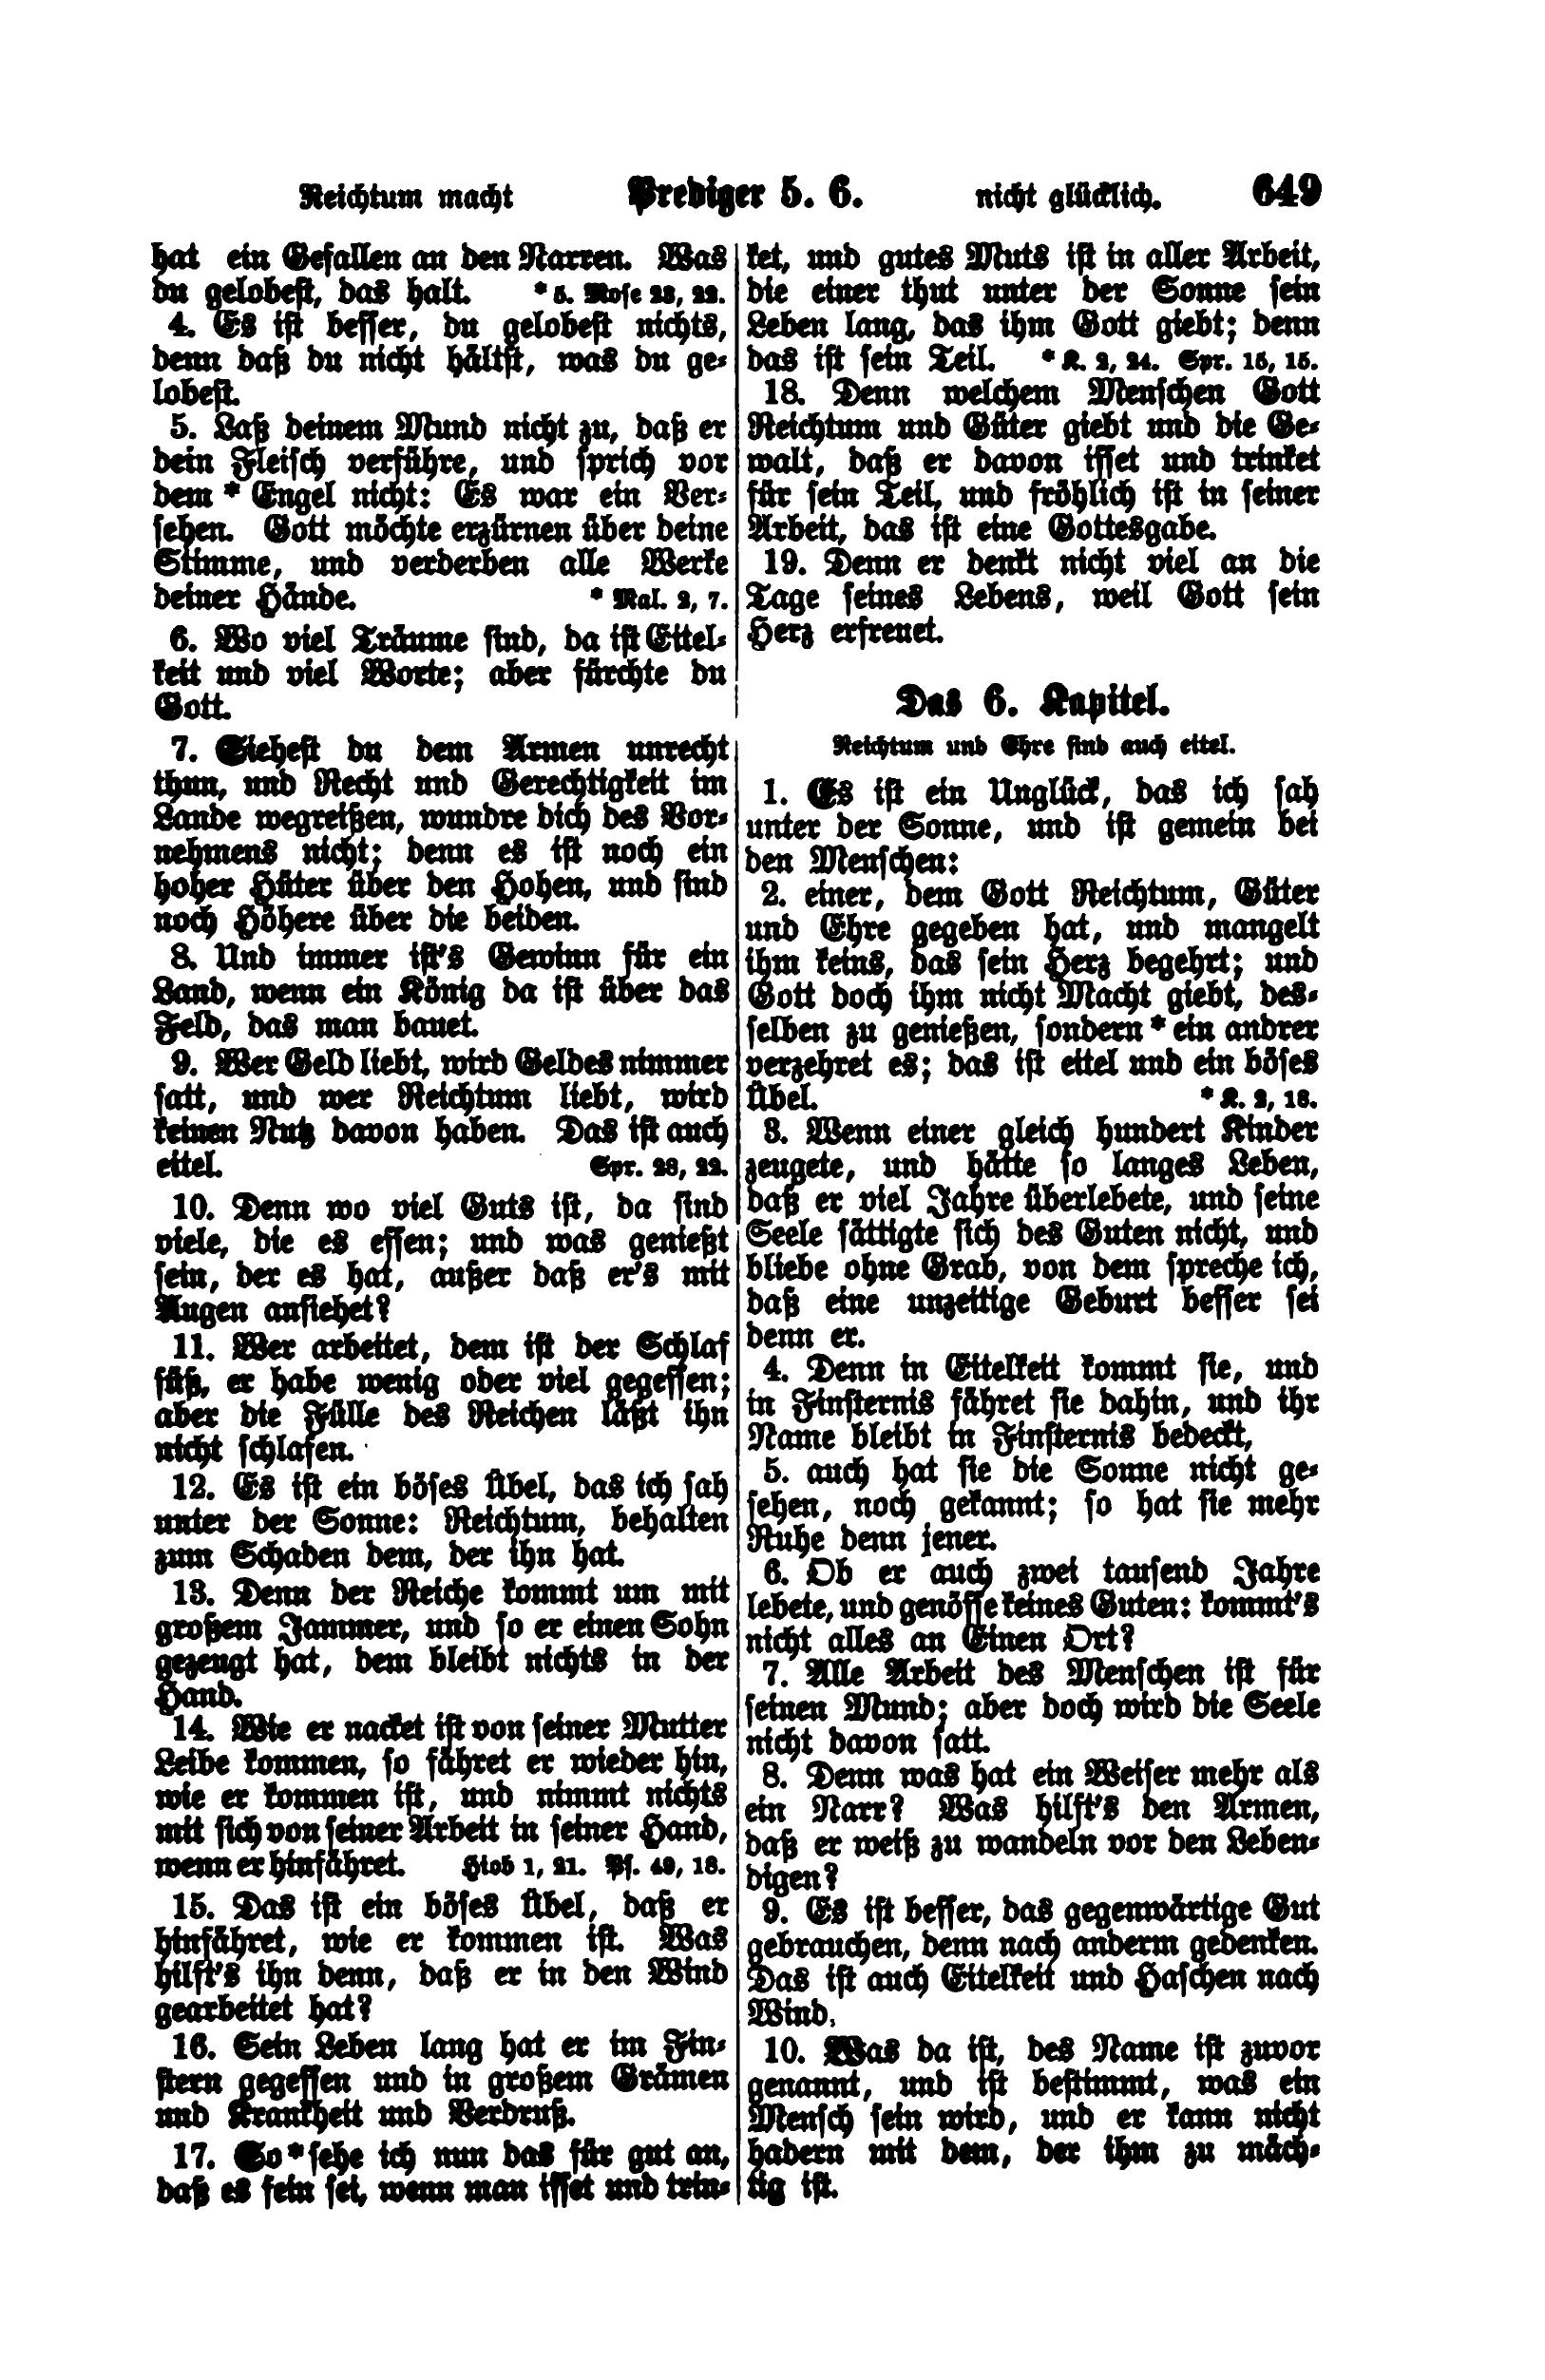 Reichtum macht Prediger 5. 6. nicht glücklich. 649
hat ein Gefallen an den Narren. Was
du gelobest, das halt. * 5. Mose 23, 22.
4. Es ist besser, du gelobest nichts,
denn daß du nicht hältst, was du ge-
lobest.
5. Laß deinem Mund nicht zu, daß er
dein Fleisch verführe, und sprich vor
dem * Engel nicht: Es war ein Ver-
sehen. Gott möchte erzürnen über deine
Stimme, und verderben alle Werke
deiner Hände. * Mal. 2, 7.
6. Wo viel Träume sind, da ist Eitel-
keit und viel Worte; aber fürchte du
Gott.
7. Siehest du dem Armen unrecht
thun, und Recht und Gerechtigkeit im
Lande wegreißen, wundre dich des Vor-
nehmens nicht; denn es ist noch ein
hoher Hüter über den Hohen, und sind
noch Höhere über die beiden.
8. Und immer ist's Gewinn für ein
Land, wenn ein König da ist über das
Feld, das man bauet.
9. Wer Geld liebt, wird Geldes nimmer
satt, und wer Reichtum liebt, wird
keinen Nutz davon haben. Das ist auch
eitel. Spr. 28, 22.
10. Denn wo viel Guts ist, da sind
viele, die es essen; und was genießt
sein, der es hat, außer daß er's mit
Augen ansiehet?
11. Wer arbeitet, dem ist der Schlaf
süß, er habe wenig oder viel gegessen;
aber die Fülle des Reichen läßt ihn
nicht schlafen.
12. Es ist ein böses Übel, das ich sah
unter der Sonne: Reichtum, behalten
zum Schaden dem, der ihn hat.
13. Denn der Reiche kommt um mit
großem Jammer, und so er einen Sohn
gezeugt hat, dem bleibt nichts in der
Hand.
14. Wie er nacket ist von seiner Mutter
Leibe kommen, so fähret er wieder hin,
wie er kommen ist, und nimmt nichts
mit sich von seiner Arbeit in seiner Hand,
wenn er hinfähret. Hiob 1, 21. Ps. 49, 18.
15. Das ist ein böses Übel, daß er
hinfähret, wie er kommen ist. Was
hilft's ihn denn, daß er in den Wind
gearbeitet hat?
16. Sein Leben lang hat er im Fin-
stern gegessen und in großem Grämen
und Krankheit und Verdruß.
17. So * sehe ich nun das für gut an,
daß es fein sei, wenn man isset und trin-
ket, und gutes Muts ist in aller Arbeit,
die einer thut unter der Sonne sein
Leben lang, das ihm Gott giebt; denn
das ist sein Teil. * K. 2, 24. Spr. 15, 15.
18. Denn welchem Menschen Gott
Reichtum und Güter giebt und die Ge-
walt, daß er davon isset und trinket
für sein Teil, und fröhlich ist in seiner
Arbeit, das ist eine Gottesgabe.
19. Denn er denkt nicht viel an die
Tage seines Lebens, weil Gott sein
Herz erfreuet.
Das 6. Kapitel.
Reichtum und Ehre sind auch eitel.
1. Es ist ein Unglück, das ich sah
unter der Sonne, und ist gemein bei
den Menschen:
2. einer, dem Gott Reichtum, Güter
und Ehre gegeben hat, und mangelt
ihm keins, das sein Herz begehrt; und
Gott doch ihm nicht Macht giebt, des-
selben zu genießen, sondern * ein andrer
verzehret es; das ist eitel und ein böses
Übel. * K. 2, 18.
3. Wenn einer gleich hundert Kinder
zeugete, und hätte so langes Leben,
daß er viel Jahre überlebete, und seine
Seele sättigte sich des Guten nicht, und
bliebe ohne Grab, von dem spreche ich,
daß eine unzeitige Geburt besser sei
denn er.
4. Denn in Eitelkeit kommt sie, und
in Finsternis fähret sie dahin, und ihr
Name bleibt in Finsternis bedeckt,
5. auch hat sie die Sonne nicht ge-
sehen, noch gekannt; so hat sie mehr
Ruhe denn jener.
6. Ob er auch zwei tausend Jahre
lebete, und genösse keines Guten: kommt's
nicht alles an Einen Ort?
7. Alle Arbeit des Menschen ist für
seinen Mund; aber doch wird die Seele
nicht davon satt.
8. Denn was hat ein Weiser mehr als
ein Narr? Was hilft's den Armen,
daß er weiß zu wandeln vor den Leben-
digen?
9. Es ist besser, das gegenwärtige Gut
gebrauchen, denn nach anderm gedenken.
Das ist auch Eitelkeit und Haschen nach
Wind.
10. Was da ist, des Name ist zuvor
genannt, und ist bestimmt, was ein
Mensch sein wird, und er kann nicht
hadern mit dem, der ihm zu mäch-
tig ist.